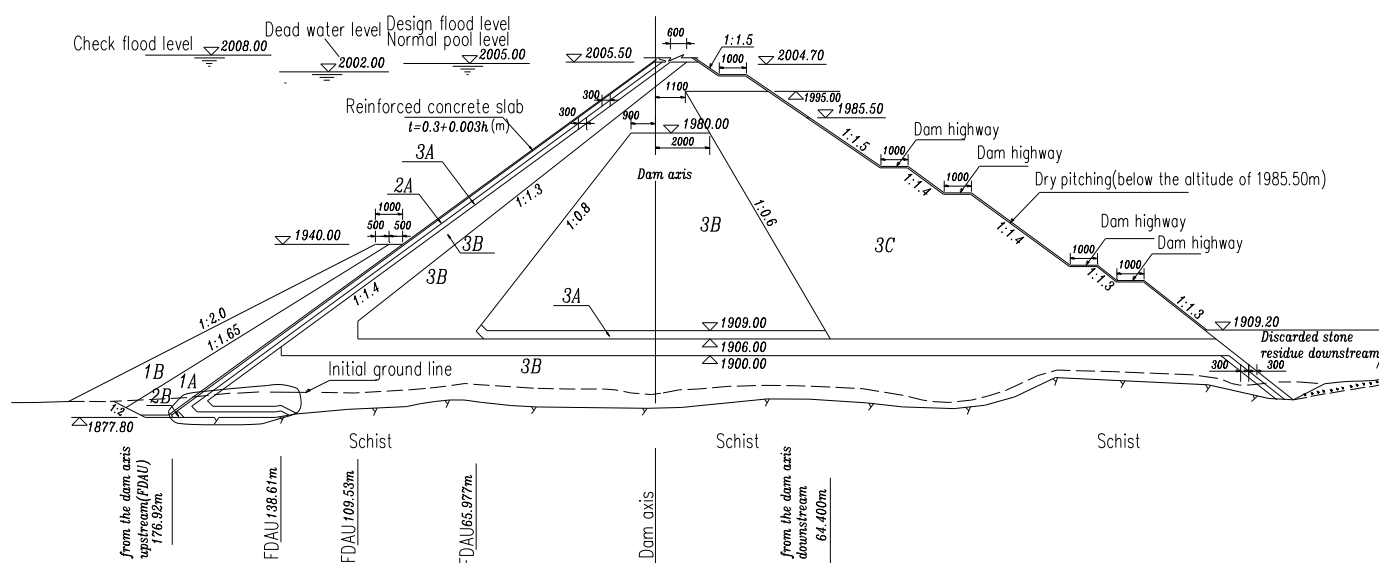 Check flood level
2008.00
Dead water level
2002.00
Design flood level
Normal pool level
2005.00
2005.50
600
1:1.5
1000
2004.70
Reinforced concrete slab
t=0.3+0.003h (m)
300
300
900
1100
1995.00
1985.50
1980.00
2000
Dam axis
1:1.5
1000
Dam highway
1:1.4
1000
Dam highway
Dry pitching(below the altitude of 1985.50m)
1:1.4
1000
Dam highway
1:1.3
1000
Dam highway
1:1.3
3A
2A
1:1.3
1000
500
500
1940.00
3B
3B
1:0.8
3B
1:0.6
3C
1:1.4
1:2.0
1:1.65
3A
1909.00
1906.00
1900.00
1909.20
Discarded stone
residue downstream
300
300
1B
1A
2B
1:2
3B
Initial ground line
1877.80
Schist
Schist
Schist
from the dam axis
upstream(FDAU)
176.92m
FDAU138.61m
FDAU109.53m
FDAU65.977m
Dam axis
from the dam axis
downstream
64.400m